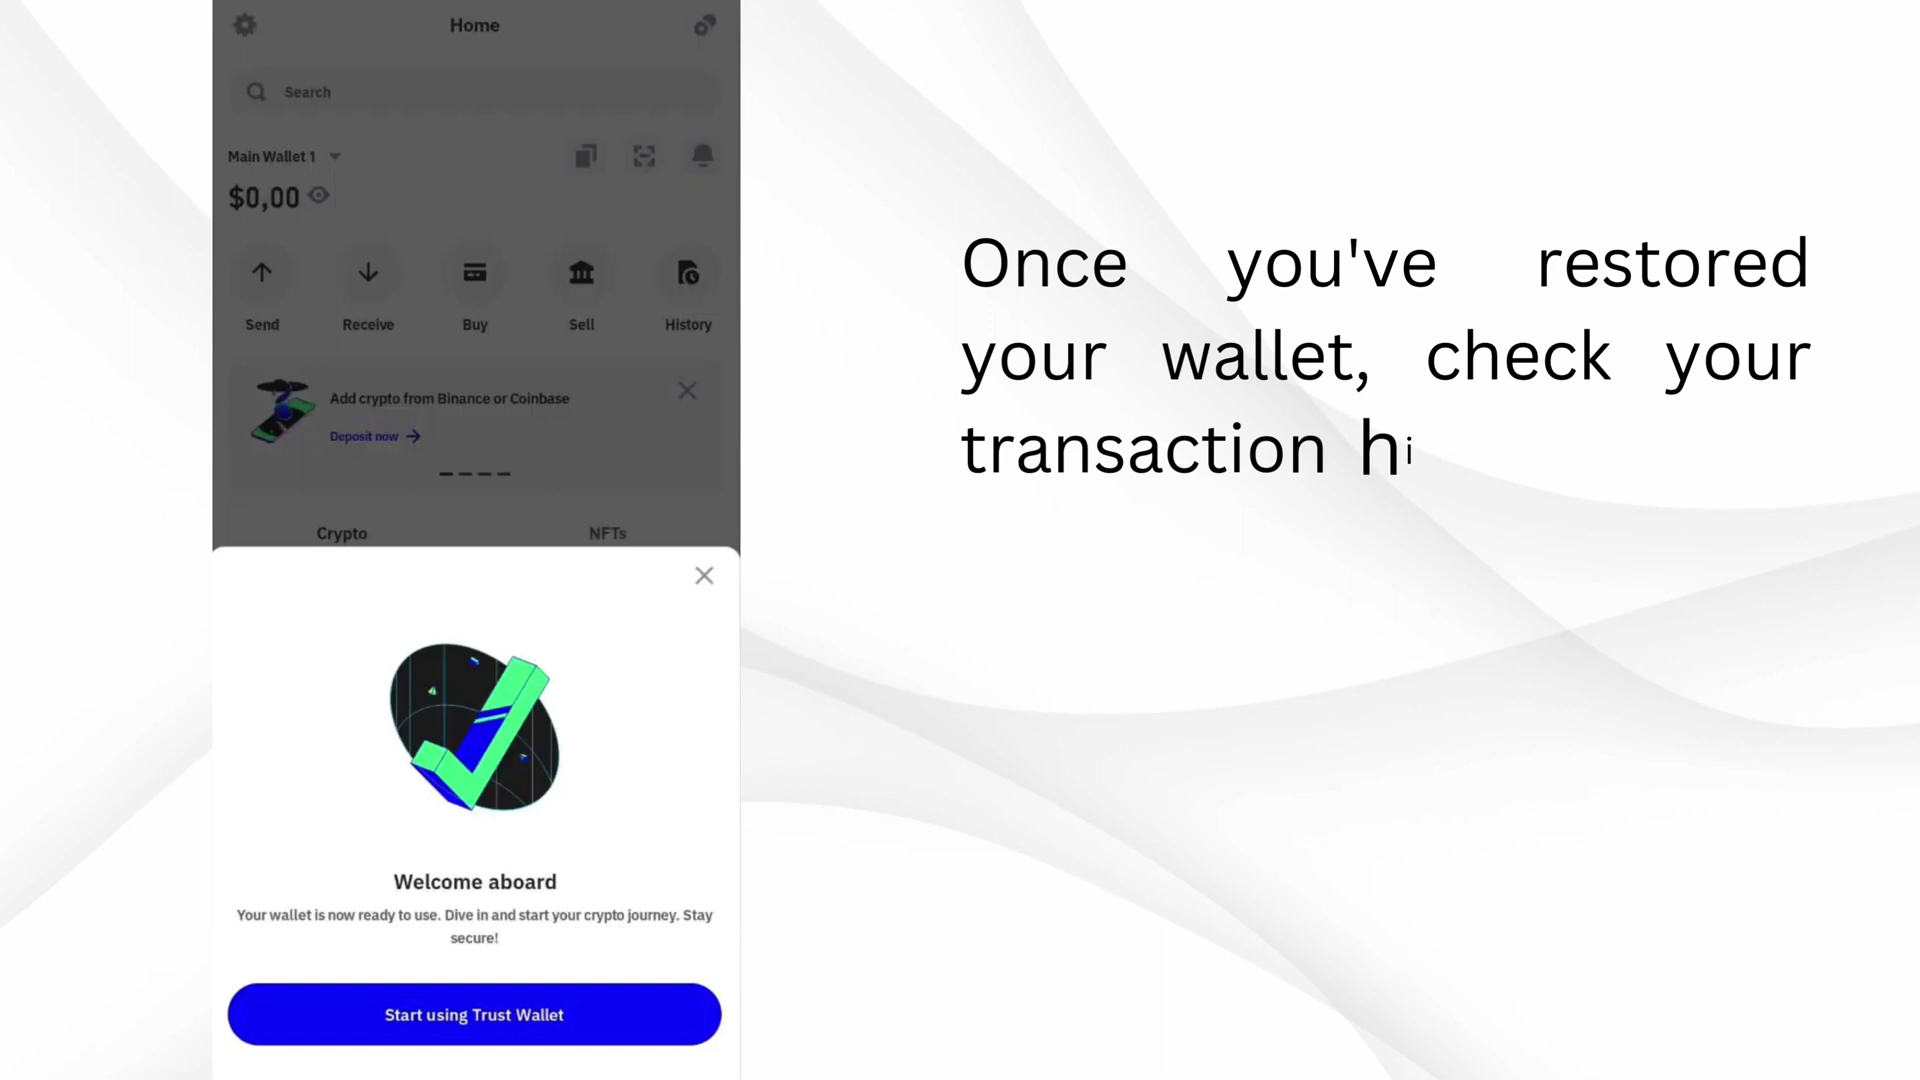 Home
Search
Main Wallet 1
$0,00
Send Receive Buy Sell History
Add crypto from Binance or Coinbase
Deposit now
Crypto NFTs
Welcome aboard
Your wallet is now ready to use. Dive in and start your crypto journey. Stay
secure!
Start using Trust Wallet
Once you've restored
your wallet, check your
transaction hi